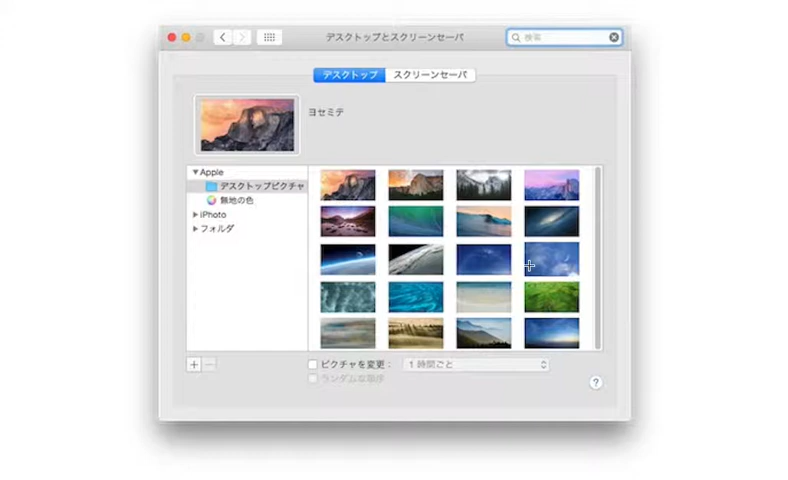 デスクトップとスクリーンセーバ
検索
デスクトップ
スクリーンセーバ
ヨセミテ
Apple
デスクトップピクチャ
無地の色
iPhoto
フォルダ
ピクチャを変更：
1 時間ごと
ランダムな順序
?